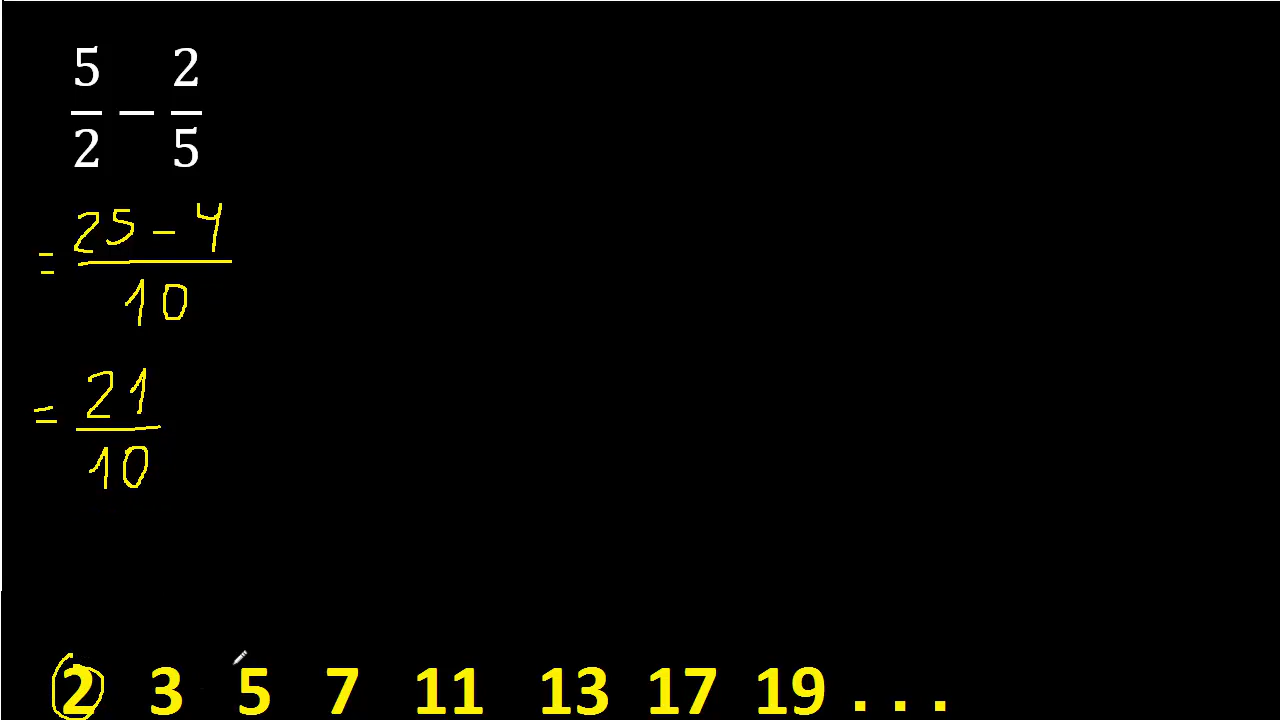 5/2 − 2/5
= 25 − 4 / 10
= 21 / 10
2 3 5 7 11 13 17 19 . . .